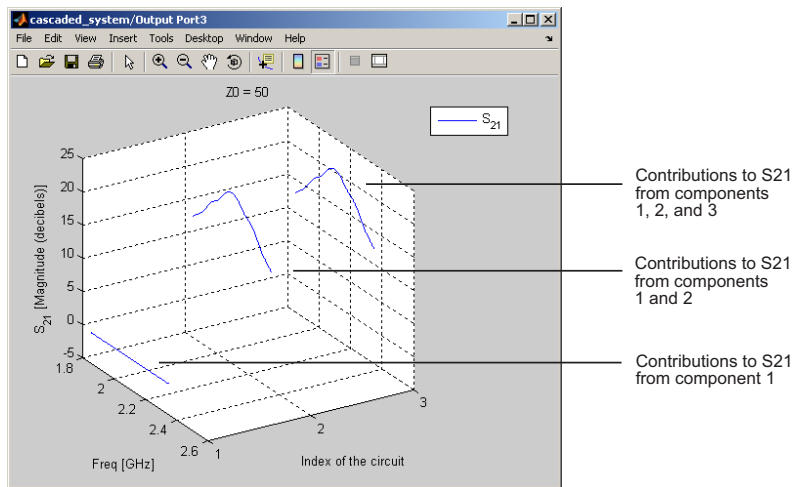 cascaded_system/Output Port3
File Edit View Insert Tools Desktop Window Help
Z0 = 50
S21
25
20
15
10
5
0
-5
S21 [Magnitude (decibels)]
1.8
2
2.2
2.4
2.6
Freq [GHz]
1
2
3
Index of the circuit
Contributions to S21
from components
1, 2, and 3
Contributions to S21
from components
1 and 2
Contributions to S21
from component 1